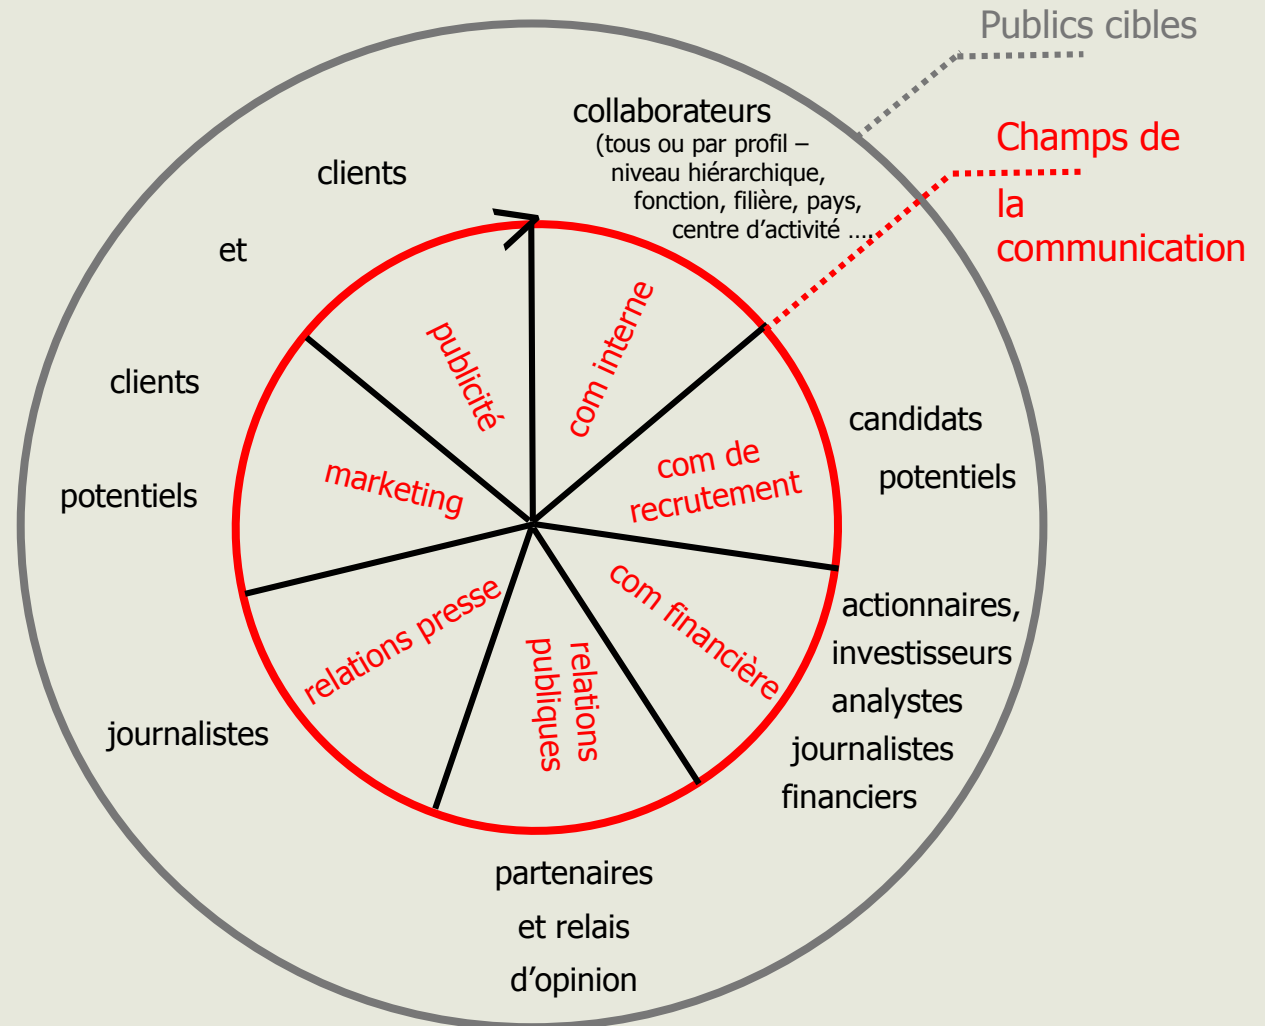 Publics cibles
Champs de
la
communication
collaborateurs
(tous ou par profil –
niveau hiérarchique,
fonction, filière, pays,
centre d’activité ….
clients
et
clients
potentiels
publicité
com interne
marketing
com de
recrutement
candidats
potentiels
relations presse
relations
publiques
com financière
actionnaires,
investisseurs
analystes
journalistes
financiers
journalistes
partenaires
et relais
d’opinion